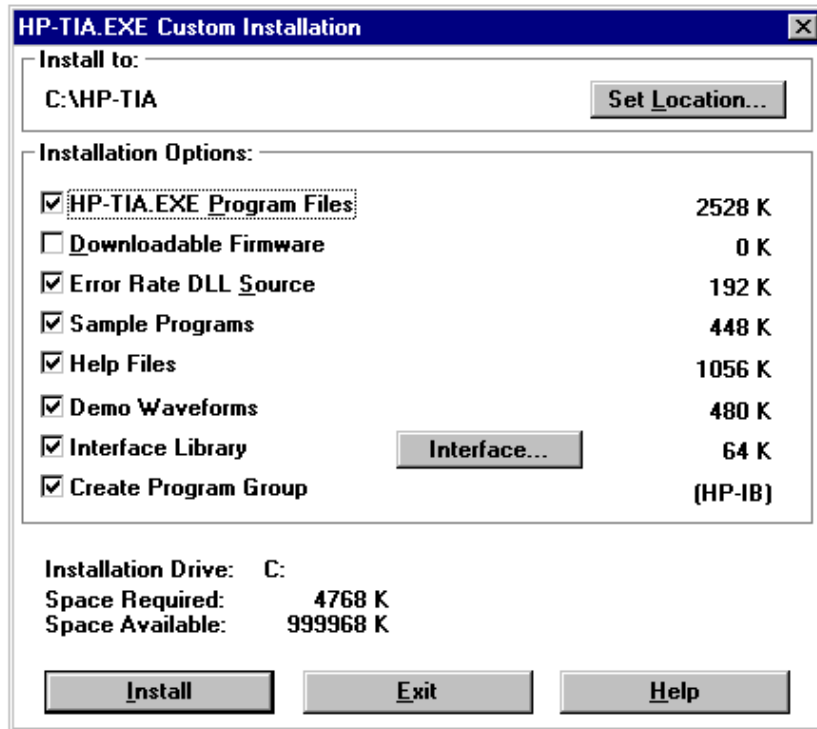 HP-TIA.EXE Custom Installation
Install to:
C:\HP-TIA Set Location...
Installation Options:
HP-TIA.EXE Program Files 2528 K
Downloadable Firmware 0 K
Error Rate DLL Source 192 K
Sample Programs 448 K
Help Files 1056 K
Demo Waveforms 480 K
Interface Library Interface... 64 K
Create Program Group (HP-IB)
Installation Drive: C:
Space Required: 4768 K
Space Available: 999968 K
Install Exit Help